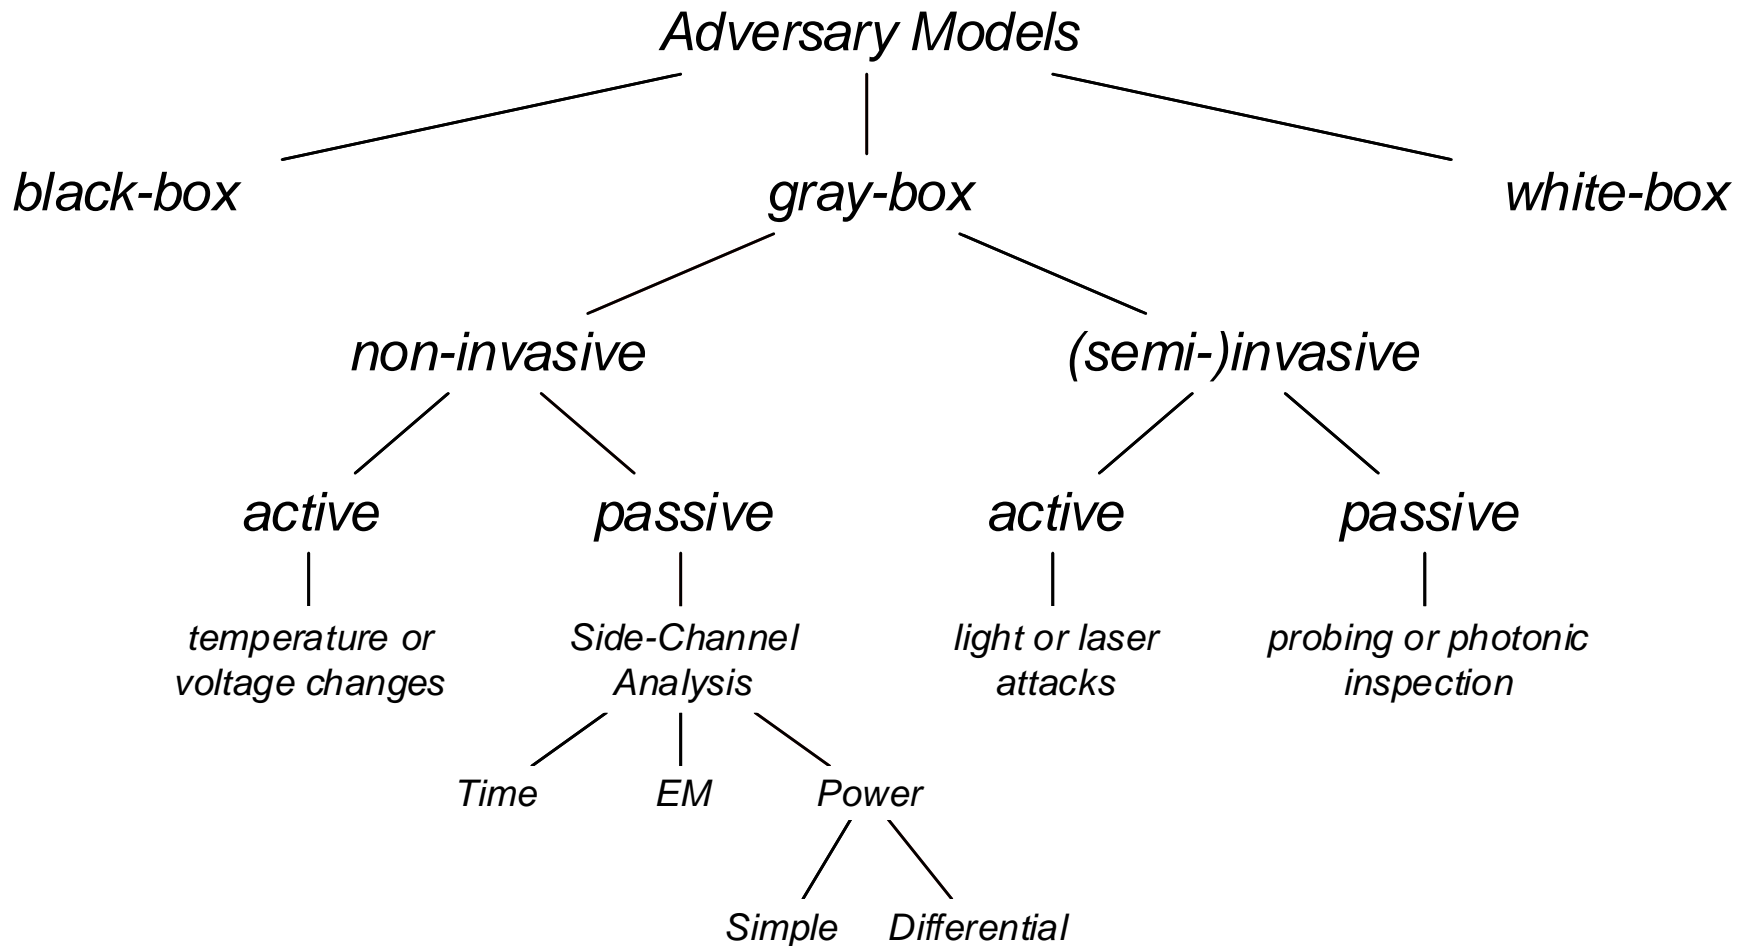 Adversary Models
black-box
gray-box
white-box
non-invasive
(semi-)invasive
active
passive
active
passive
temperature or
voltage changes
Side-Channel
Analysis
light or laser
attacks
probing or photonic
inspection
Time
EM
Power
Simple
Differential